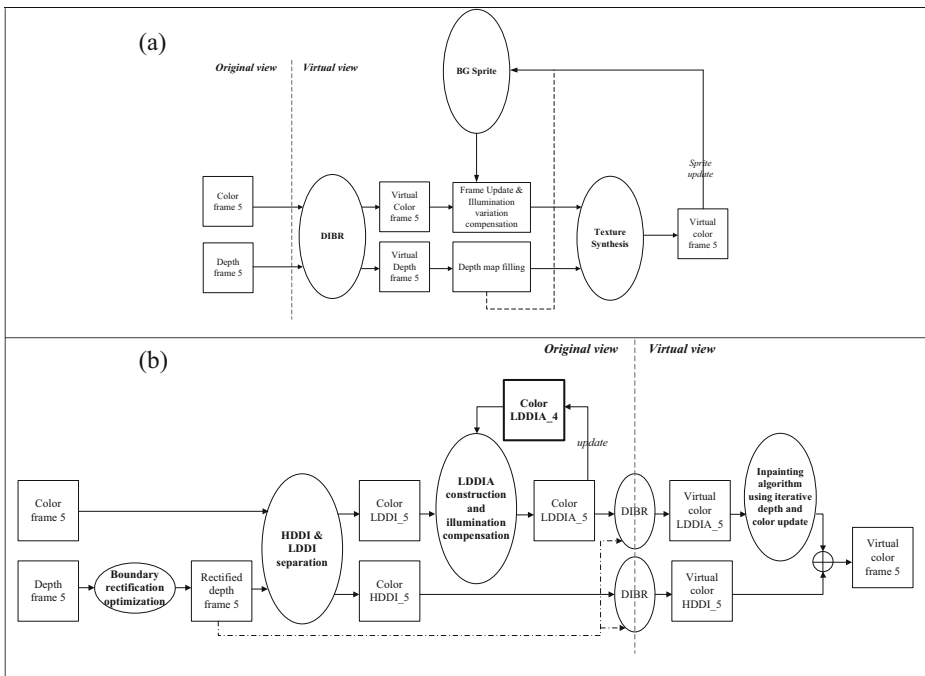 (a)
Original view
Virtual view
BG Sprite
Sprite
update
Color
frame 5
Depth
frame 5
DIBR
Virtual
Color
frame 5
Virtual
Depth
frame 5
Frame Update &
Illumination
variation
compensation
Depth map filling
Texture
Synthesis
Virtual
color
frame 5
(b)
Original view
Virtual view
Color
LDDIA_4
update
Color
frame 5
Depth
frame 5
Boundary
rectification
optimization
Rectified
depth
frame 5
HDDI &
LDDI
separation
Color
LDDI_5
Color
HDDI_5
LDDIA
construction
and
illumination
compensation
Color
LDDIA_5
DIBR
DIBR
Virtual
color
LDDIA_5
Virtual
color
HDDI_5
Inpainting
algorithm
using iterative
depth and
color update
Virtual
color
frame 5